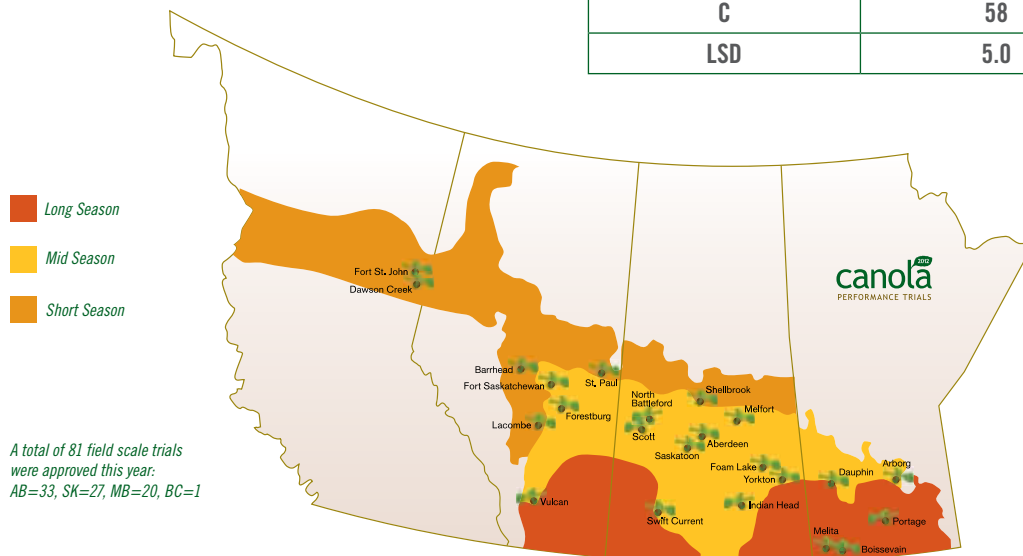 C 58
LSD 5.0
Long Season
Mid Season
Short Season
canola 2012
PERFORMANCE TRIALS
Fort St. John
Dawson Creek
Barrhead
Fort Saskatchewan
St. Paul
Forestburg
Lacombe
North
Battleford
Scott
Shellbrook
Melfort
Aberdeen
Saskatoon
Foam Lake
Yorkton
Dauphin
Arborg
Vulcan
Swift Current
Indian Head
Portage
Melita
Boissevain
A total of 81 field scale trials
were approved this year:
AB=33, SK=27, MB=20, BC=1